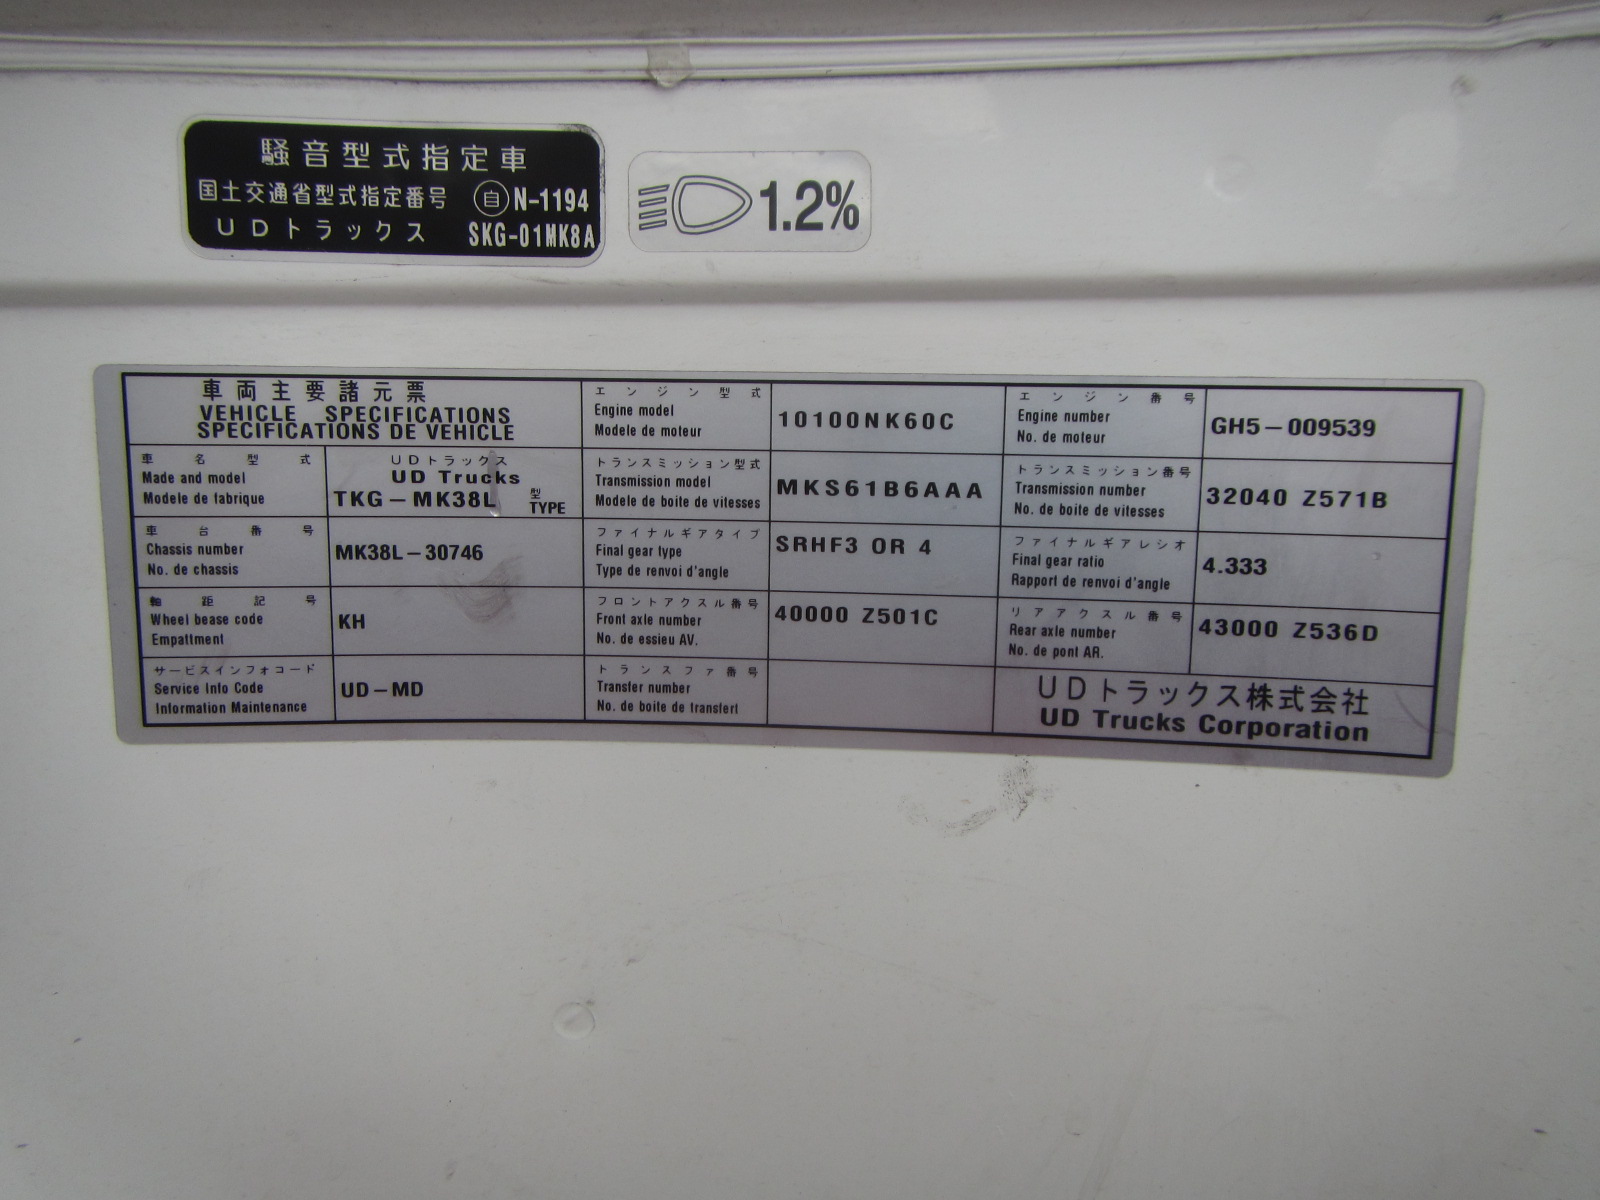 騒音型式指定車
国土交通省型式指定番号 自 N-1194
UDトラックス SKG-01MK8A
1.2%
車両主要諸元票
VEHICLE SPECIFICATIONS
SPECIFICATIONS DE VEHICLE
エンジン型式
Engine model
Modele de moteur
10100NK60C
エンジン番号
Engine number
No. de moteur
GH5-009539
車名型式
Made and model
Modele de fabrique
UDトラックス
UD Trucks
TKG-MK38L 型 TYPE
トランスミッション型式
Transmission model
Modele de boite de vitesses
MKS61B6AAA
トランスミッション番号
Transmission number
No. de boite de vitesses
32040 Z571B
車台番号
Chassis number
No. de chassis
MK38L-30746
ファイナルギアタイプ
Final gear type
Type de renvoi d'angle
SRHF3 OR 4
ファイナルギアレシオ
Final gear ratio
Rapport de renvoi d'angle
4.333
軸距記号
Wheel bease code
Empattment
KH
フロントアクスル番号
Front axle number
No. de essieu AV.
40000 Z501C
リアアクスル番号
Rear axle number
No. de pont AR.
43000 Z536D
サービスインフォコード
Service Info Code
Information Maintenance
UD-MD
トランスファ番号
Transfer number
No. de boite de transfert
UDトラックス株式会社
UD Trucks Corporation